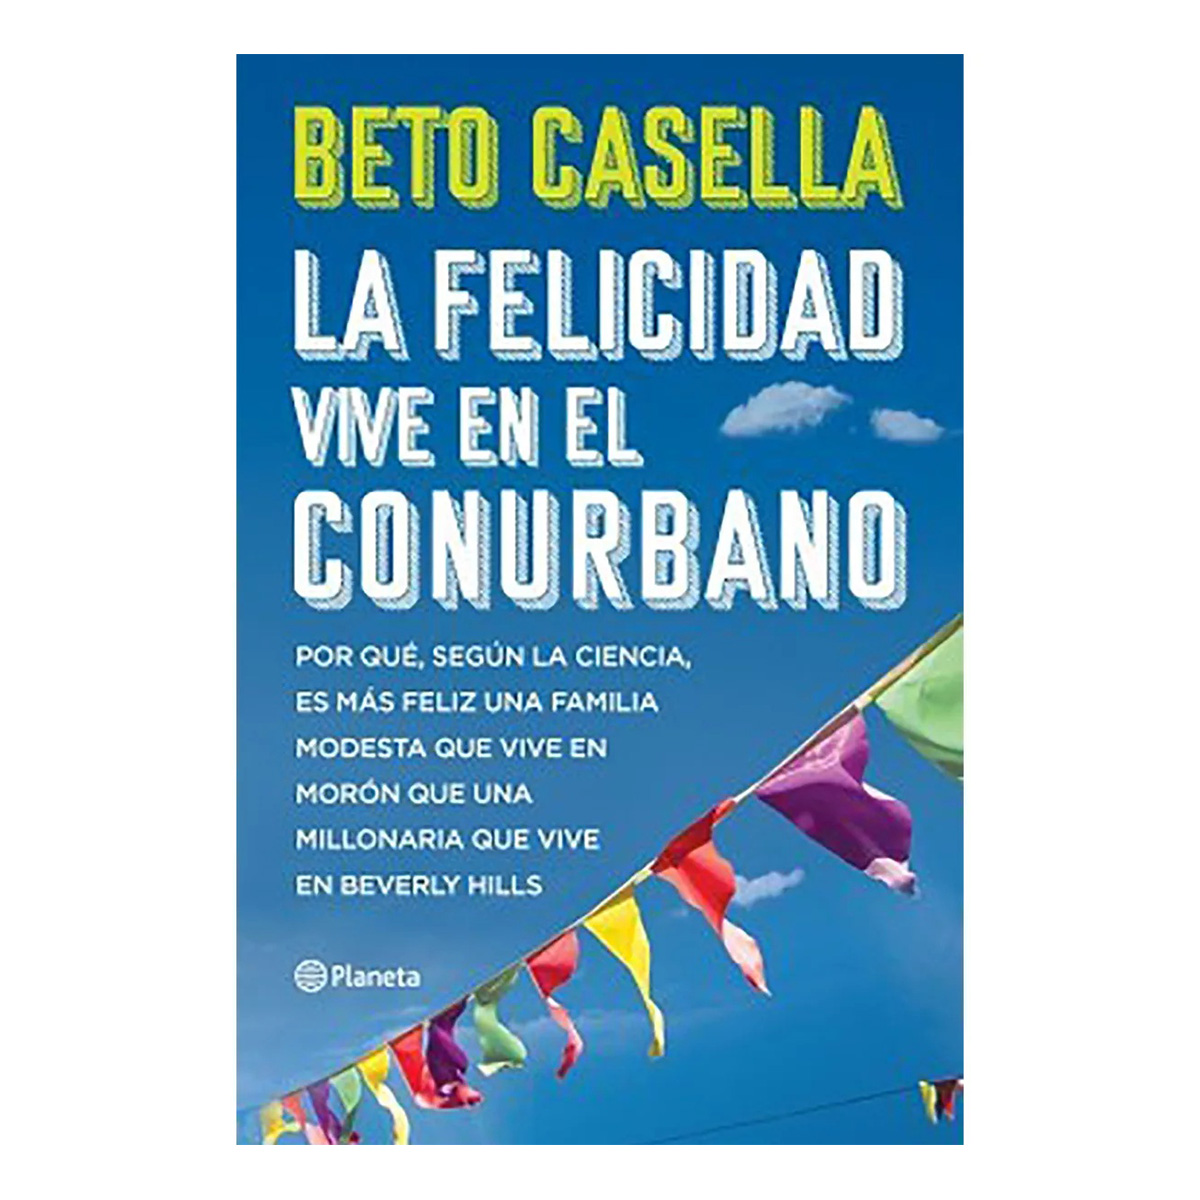 BETO CASELLA
LA FELICIDAD
VIVE EN EL
CONURBANO
POR QUÉ, SEGÚN LA CIENCIA,
ES MÁS FELIZ UNA FAMILIA
MODESTA QUE VIVE EN
MORÓN QUE UNA
MILLONARIA QUE VIVE
EN BEVERLY HILLS
Planeta